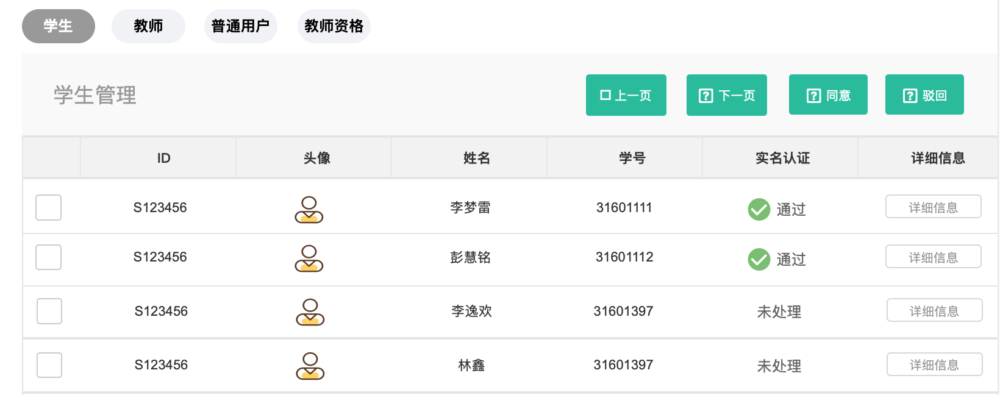 学生 教师 普通用户 教师资格
学生管理 上一页 下一页 同意 驳回
ID 头像 姓名 学号 实名认证 详细信息
S123456 李梦雷 31601111 通过 详细信息
S123456 彭慧铭 31601112 通过 详细信息
S123456 李逸欢 31601397 未处理 详细信息
S123456 林鑫 31601397 未处理 详细信息